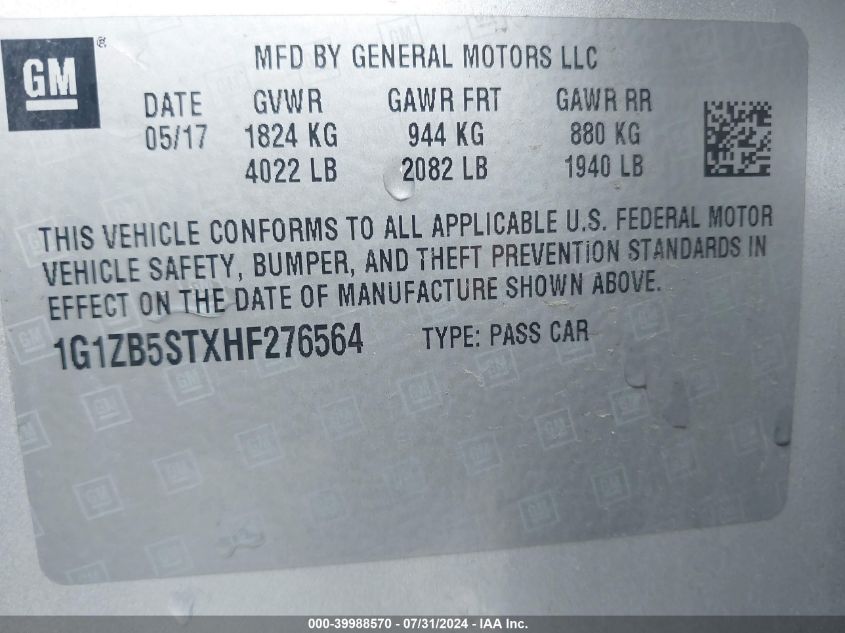 GM®
MFD BY GENERAL MOTORS LLC
DATE GVWR GAWR FRT GAWR RR
05/17 1824 KG 944 KG 880 KG
4022 LB 2082 LB 1940 LB
THIS VEHICLE CONFORMS TO ALL APPLICABLE U.S. FEDERAL MOTOR
VEHICLE SAFETY, BUMPER, AND THEFT PREVENTION STANDARDS IN
EFFECT ON THE DATE OF MANUFACTURE SHOWN ABOVE.
1G1ZB5STXHF276564 TYPE: PASS CAR
000-39988570 / 07/31/2024 - IAA Inc.